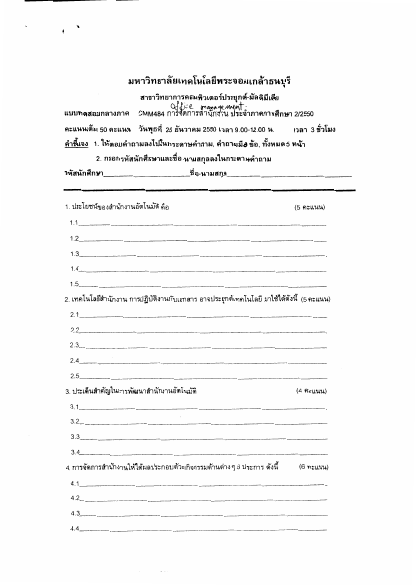 มหาวิทยาลัยเทคโนโลยีพระจอมเกล้าธนบุรี
สาขาวิทยาการคอมพิวเตอร์ประยุกต์-มัลติมีเดีย
office management
แบบทดสอบกลางภาค CMM484 การจัดการสำนักงาน ประจำภาคการศึกษา 2/2550
คะแนนเต็ม 50 คะแนน วันพุธที่ 25 ธันวาคม 2550 เวลา 9.00-12.00 น. เวลา 3 ชั่วโมง
คำชี้แจง 1. ให้ตอบคำถามลงไปในกระดาษคำถาม, คำถามมี ข้อ, ทั้งหมด 5 หน้า
2. กรอกรหัสนักศึกษาและชื่อ-นามสกุลลงในกระดาษคำถาม
รหัสนักศึกษา ชื่อ-นามสกุล
1. ประโยชน์ของสำนักงานอัตโนมัติ คือ (5 คะแนน)
1.1
1.2
1.3
1.4
1.5
2. เทคโนโลยีสำนักงาน การปฏิบัติงานกับเอกสาร อาจประยุกต์เทคโนโลยี มาใช้ได้ดังนี้ (5 คะแนน)
2.1
2.2
2.3
2.4
2.5
3. ประเด็นสำคัญในการพัฒนาสำนักงานอัตโนมัติ (4 คะแนน)
3.1
3.2
3.3
3.4
4. การจัดการสำนักงานให้ได้ผลประกอบด้วยกิจกรรมด้านต่าง ๆ ประการ ดังนี้ (6 คะแนน)
4.1
4.2
4.3
4.4